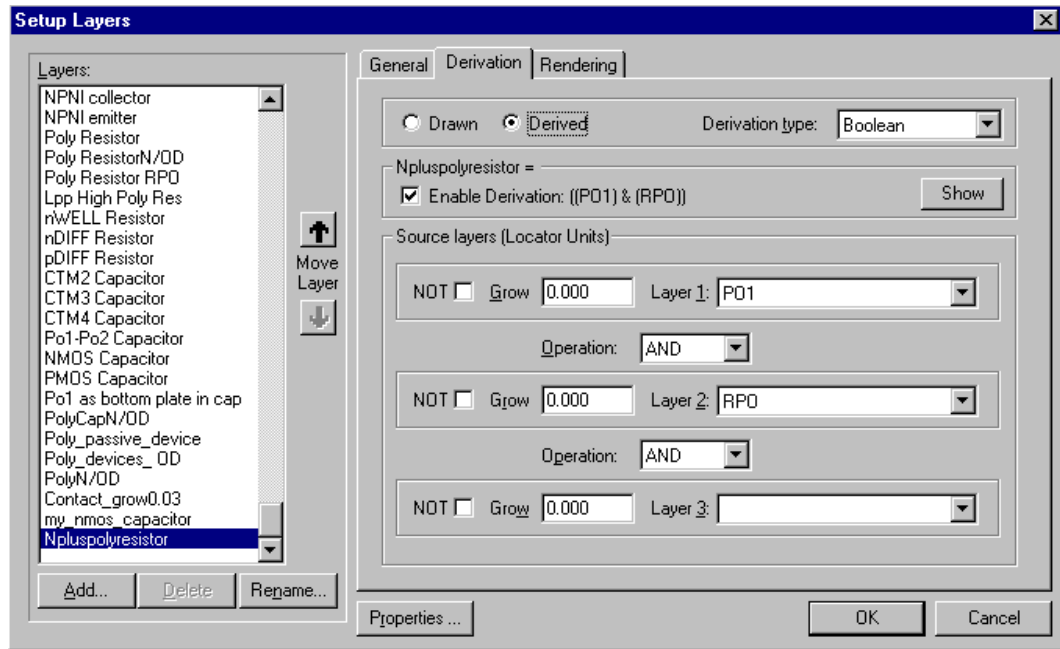 Setup Layers
Layers:
NPNI collector
NPNI emitter
Poly Resistor
Poly ResistorN/OD
Poly Resistor RPO
Lpp High Poly Res
nWELL Resistor
nDIFF Resistor
pDIFF Resistor
CTM2 Capacitor
CTM3 Capacitor
CTM4 Capacitor
Po1-Po2 Capacitor
NMOS Capacitor
PMOS Capacitor
Po1 as bottom plate in cap
PolyCapN/OD
Poly_passive_device
Poly_devices_ OD
PolyN/OD
Contact_grow0.03
my_nmos_capacitor
Npluspolyresistor
Add...
Delete
Rename...
Move
Layer
General
Derivation
Rendering
Drawn
Derived
Derivation type:
Boolean
Npluspolyresistor =
Enable Derivation: ((PO1) & (RPO))
Show
Source layers (Locator Units)
NOT Grow 0.000 Layer 1: PO1
Operation: AND
NOT Grow 0.000 Layer 2: RPO
Operation: AND
NOT Grow 0.000 Layer 3:
Properties ...
OK
Cancel